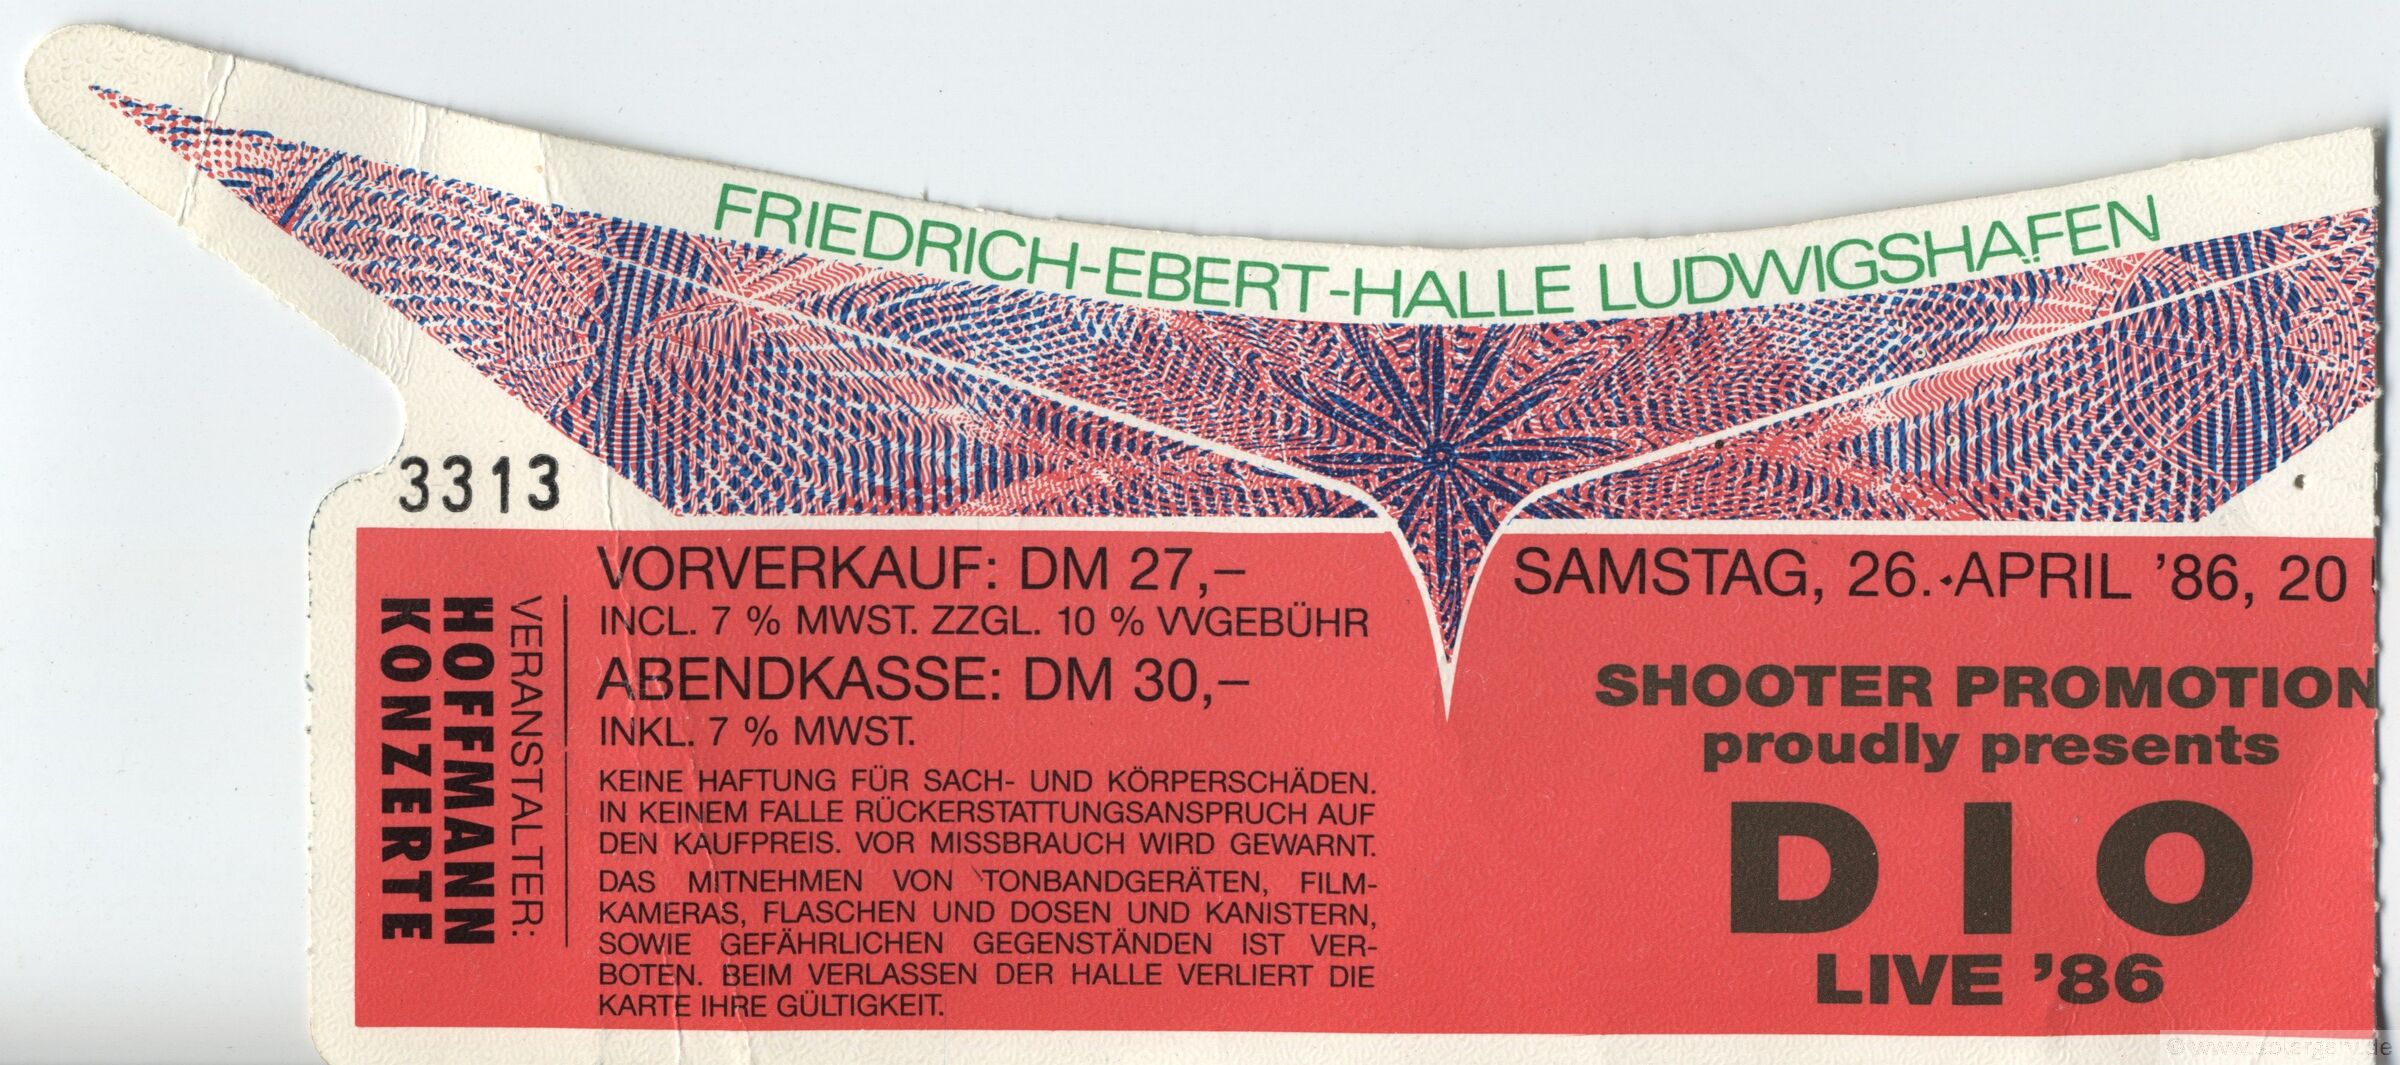 FRIEDRICH-EBERT-HALLE LUDWIGSHAFEN
3313
VERANSTALTER:
HOFFMANN
KONZERTE
VORVERKAUF: DM 27,–
INCL. 7 % MWST. ZZGL. 10 % VVGEBÜHR
ABENDKASSE: DM 30,–
INKL. 7 % MWST.
KEINE HAFTUNG FÜR SACH- UND KÖRPERSCHÄDEN.
IN KEINEM FALLE RÜCKERSTATTUNGSANSPRUCH AUF
DEN KAUFPREIS. VOR MISSBRAUCH WIRD GEWARNT.
DAS MITNEHMEN VON TONBANDGERÄTEN, FILM-
KAMERAS, FLASCHEN UND DOSEN UND KANISTERN,
SOWIE GEFÄHRLICHEN GEGENSTÄNDEN IST VER-
BOTEN. BEIM VERLASSEN DER HALLE VERLIERT DIE
KARTE IHRE GÜLTIGKEIT.
SAMSTAG, 26. APRIL '86, 20
SHOOTER PROMOTION
proudly presents
DIO
LIVE '86